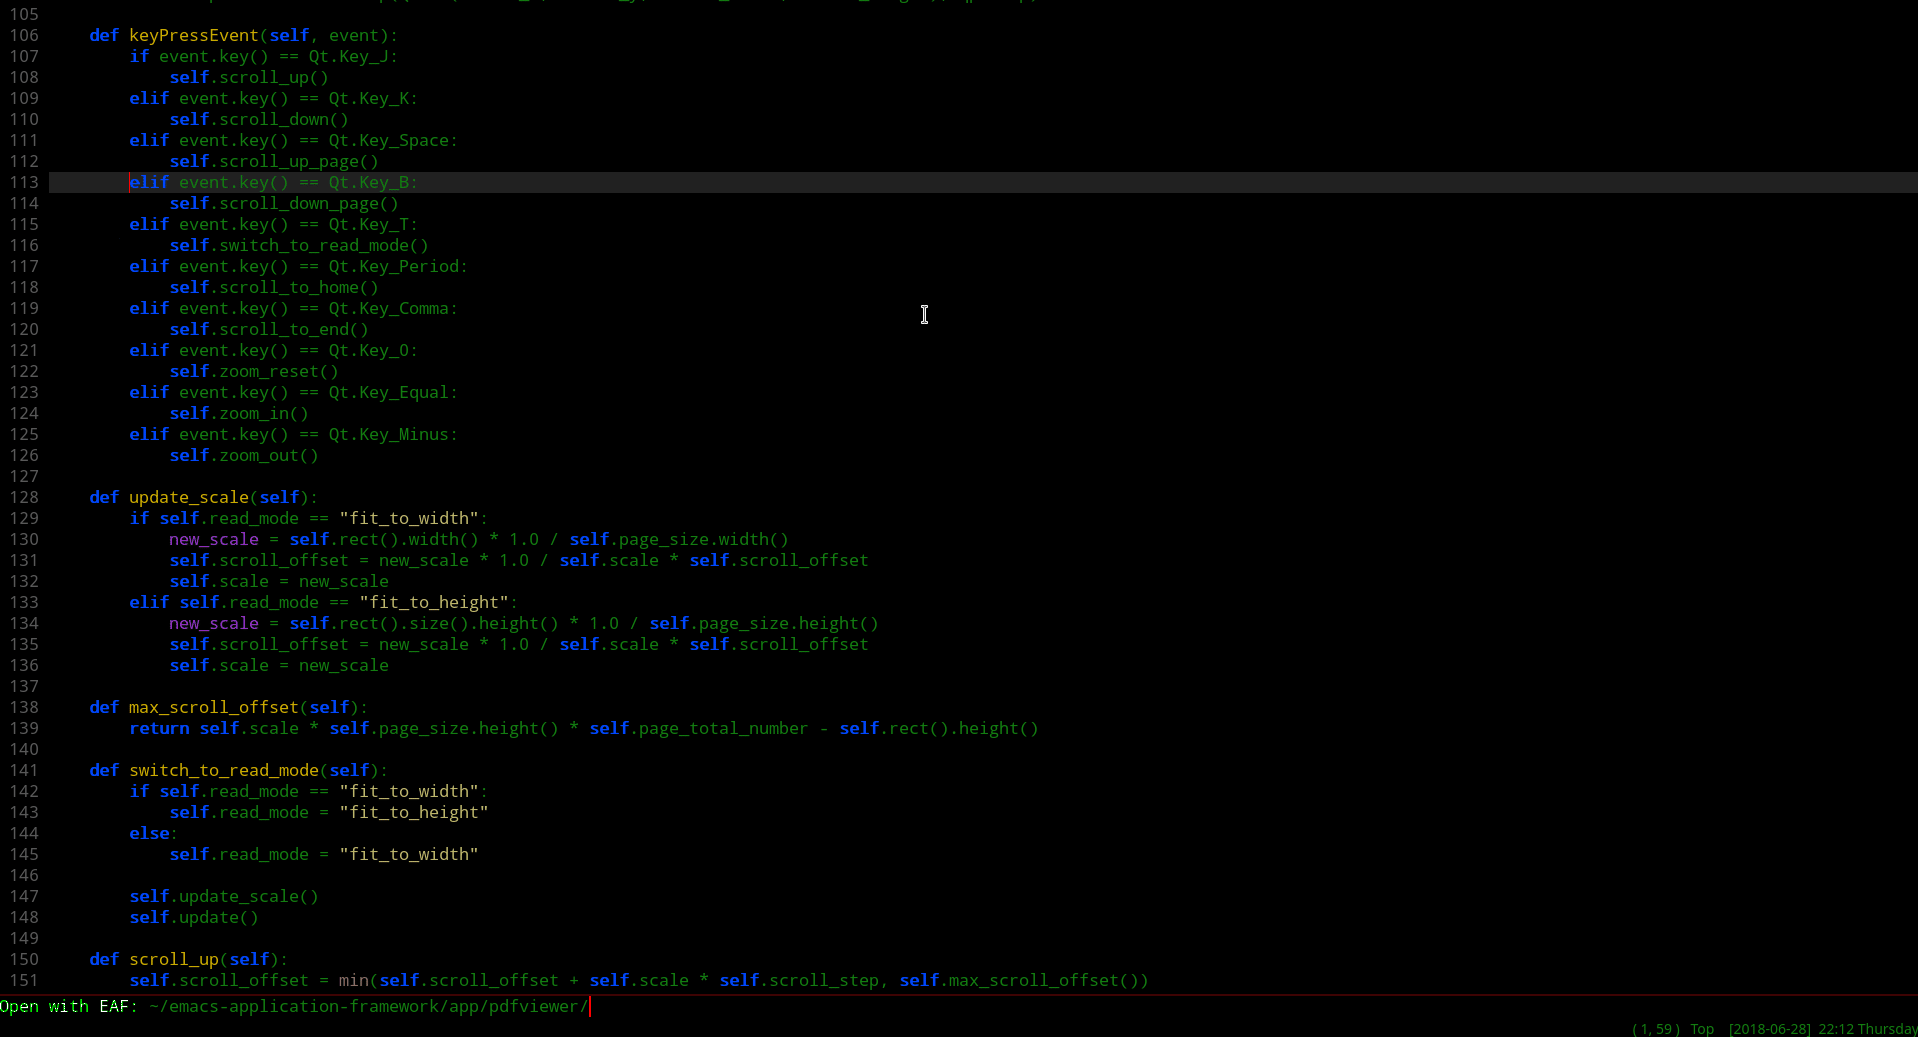 105
106     def keyPressEvent(self, event):
107         if event.key() == Qt.Key_J:
108             self.scroll_up()
109         elif event.key() == Qt.Key_K:
110             self.scroll_down()
111         elif event.key() == Qt.Key_Space:
112             self.scroll_up_page()
113         elif event.key() == Qt.Key_B:
114             self.scroll_down_page()
115         elif event.key() == Qt.Key_T:
116             self.switch_to_read_mode()
117         elif event.key() == Qt.Key_Period:
118             self.scroll_to_home()
119         elif event.key() == Qt.Key_Comma:
120             self.scroll_to_end()
121         elif event.key() == Qt.Key_0:
122             self.zoom_reset()
123         elif event.key() == Qt.Key_Equal:
124             self.zoom_in()
125         elif event.key() == Qt.Key_Minus:
126             self.zoom_out()
127
128     def update_scale(self):
129         if self.read_mode == "fit_to_width":
130             new_scale = self.rect().width() * 1.0 / self.page_size.width()
131             self.scroll_offset = new_scale * 1.0 / self.scale * self.scroll_offset
132             self.scale = new_scale
133         elif self.read_mode == "fit_to_height":
134             new_scale = self.rect().size().height() * 1.0 / self.page_size.height()
135             self.scroll_offset = new_scale * 1.0 / self.scale * self.scroll_offset
136             self.scale = new_scale
137
138     def max_scroll_offset(self):
139         return self.scale * self.page_size.height() * self.page_total_number - self.rect().height()
140
141     def switch_to_read_mode(self):
142         if self.read_mode == "fit_to_width":
143             self.read_mode = "fit_to_height"
144         else:
145             self.read_mode = "fit_to_width"
146
147         self.update_scale()
148         self.update()
149
150     def scroll_up(self):
151         self.scroll_offset = min(self.scroll_offset + self.scale * self.scroll_step, self.max_scroll_offset())
Open with EAF: ~/emacs-application-framework/app/pdfviewer/
(1, 59) Top [2018-06-28] 22:12 Thursday